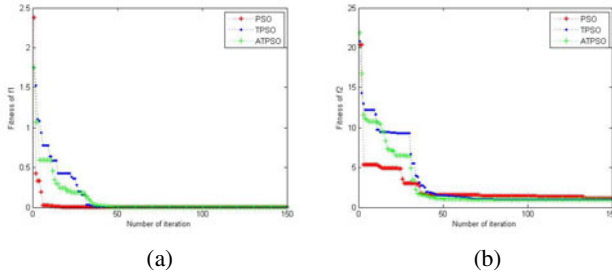 2.5
2
1.5
1
0.5
0
Fitness of f1
0
50
100
150
Number of iteration
PSO
TPSO
ATPSO
(a)
25
20
15
10
5
0
Fitness of f2
0
50
100
150
Number of iteration
PSO
TPSO
ATPSO
(b)